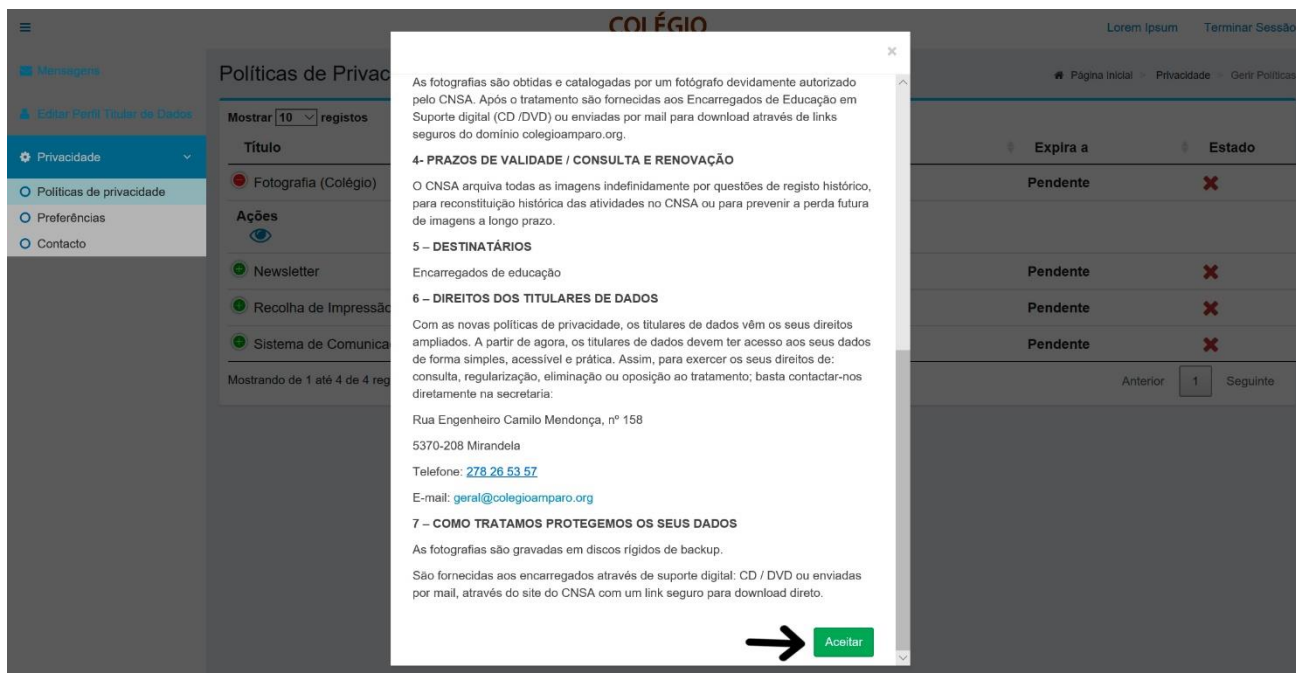 COLÉGIO
Lorem Ipsum Terminar Sessão
Mensagens
Editar Perfil Titular de Dados
Privacidade
Políticas de privacidade
Preferências
Contacto
Políticas de Privac
Página Inicial > Privacidade > Gerir Políticas
Mostrar 10 registos
Título Expira a Estado
Fotografia (Colégio) Pendente
Ações
Newsletter Pendente
Recolha de Impressão Pendente
Sistema de Comunica Pendente
Mostrando de 1 até 4 de 4 reg
Anterior 1 Seguinte
×
As fotografias são obtidas e catalogadas por um fotógrafo devidamente autorizado
pelo CNSA. Após o tratamento são fornecidas aos Encarregados de Educação em
Suporte digital (CD /DVD) ou enviadas por mail para download através de links
seguros do domínio colegioamparo.org.
4- PRAZOS DE VALIDADE / CONSULTA E RENOVAÇÃO
O CNSA arquiva todas as imagens indefinidamente por questões de registo histórico,
para reconstituição histórica das atividades no CNSA ou para prevenir a perda futura
de imagens a longo prazo.
5 – DESTINATÁRIOS
Encarregados de educação
6 – DIREITOS DOS TITULARES DE DADOS
Com as novas políticas de privacidade, os titulares de dados vêm os seus direitos
ampliados. A partir de agora, os titulares de dados devem ter acesso aos seus dados
de forma simples, acessível e prática. Assim, para exercer os seus direitos de:
consulta, regularização, eliminação ou oposição ao tratamento; basta contactar-nos
diretamente na secretaria:
Rua Engenheiro Camilo Mendonça, nº 158
5370-208 Mirandela
Telefone: 278 26 53 57
E-mail: geral@colegioamparo.org
7 – COMO TRATAMOS PROTEGEMOS OS SEUS DADOS
As fotografias são gravadas em discos rígidos de backup.
São fornecidas aos encarregados através de suporte digital: CD / DVD ou enviadas
por mail, através do site do CNSA com um link seguro para download direto.
Aceitar